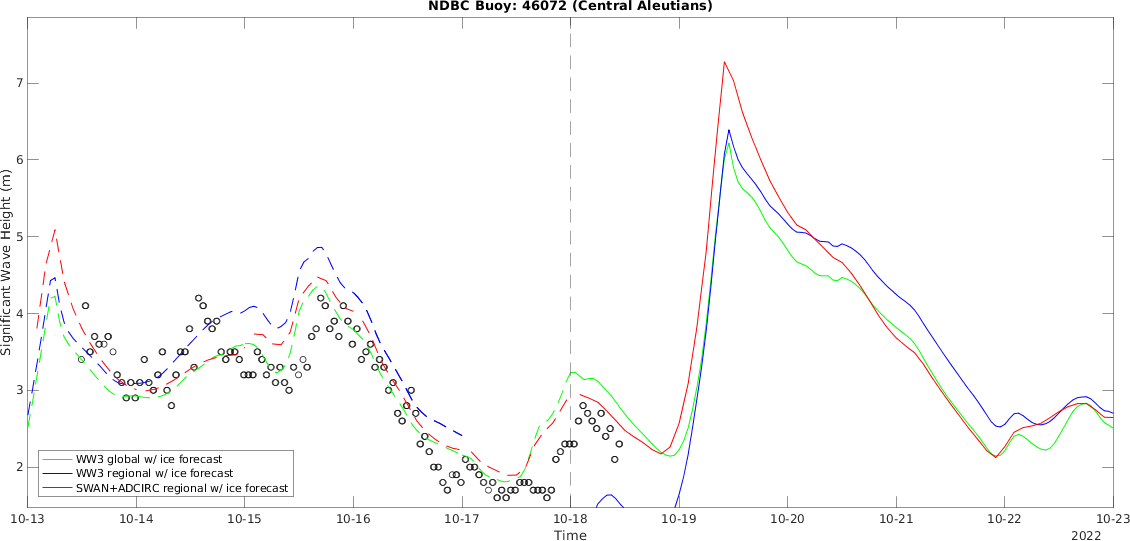 NDBC Buoy: 46072 (Central Aleutians)
Significant Wave Height (m)
7
6
5
4
3
2
WW3 global w/ ice forecast
WW3 regional w/ ice forecast
SWAN+ADCIRC regional w/ ice forecast
10-13 10-14 10-15 10-16 10-17 10-18 10-19 10-20 10-21 10-22 10-23
Time
2022